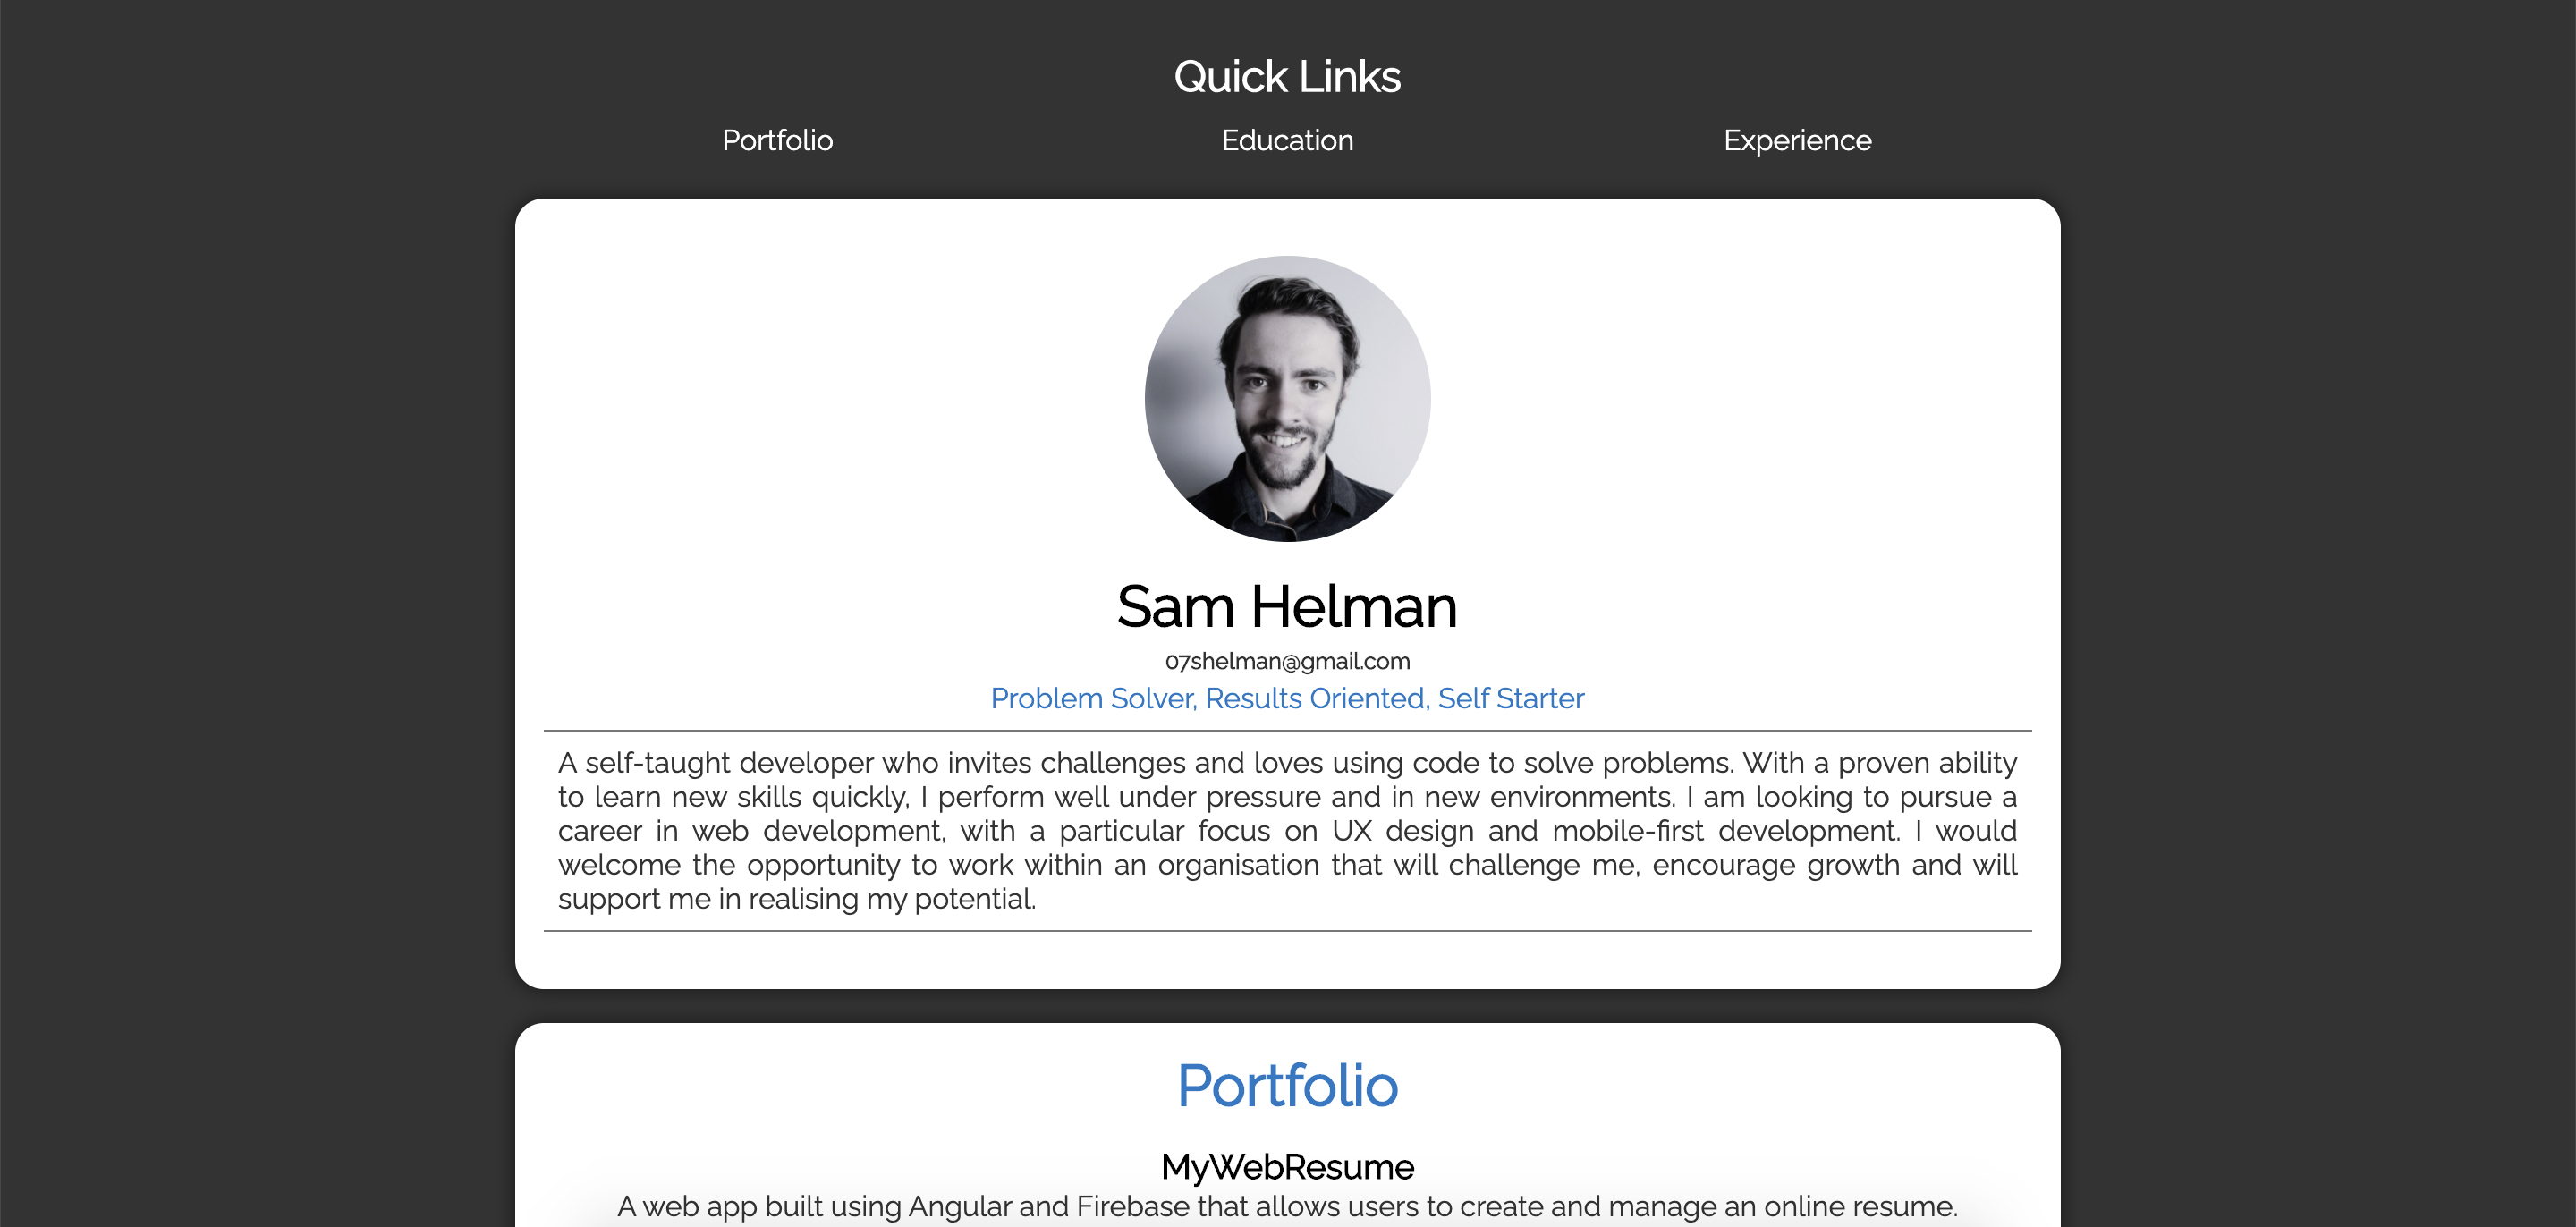 Quick Links
Portfolio Education Experience
Sam Helman
07shelman@gmail.com
Problem Solver, Results Oriented, Self Starter
A self-taught developer who invites challenges and loves using code to solve problems. With a proven ability
to learn new skills quickly, I perform well under pressure and in new environments. I am looking to pursue a
career in web development, with a particular focus on UX design and mobile-first development. I would
welcome the opportunity to work within an organisation that will challenge me, encourage growth and will
support me in realising my potential.
Portfolio
MyWebResume
A web app built using Angular and Firebase that allows users to create and manage an online resume.